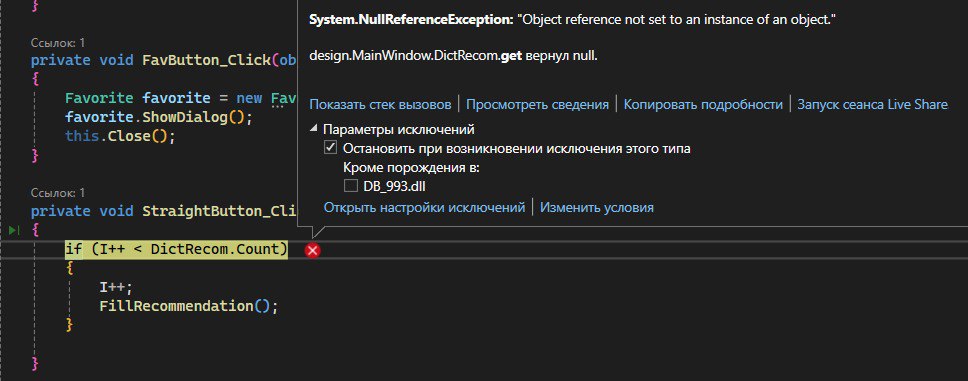 }
Ссылок: 1
private void FavButton_Click(ob
{
Favorite favorite = new Fav
favorite.ShowDialog();
this.Close();
}
Ссылок: 1
private void StraightButton_Cli
{
if (I++ < DictRecom.Count)
{
I++;
FillRecommendation();
}
}
System.NullReferenceException: "Object reference not set to an instance of an object."
design.MainWindow.DictRecom.get вернул null.
Показать стек вызовов | Просмотреть сведения | Копировать подробности | Запуск сеанса Live Share
Параметры исключений
Остановить при возникновении исключения этого типа
Кроме порождения в:
DB_993.dll
Открыть настройки исключений | Изменить условия